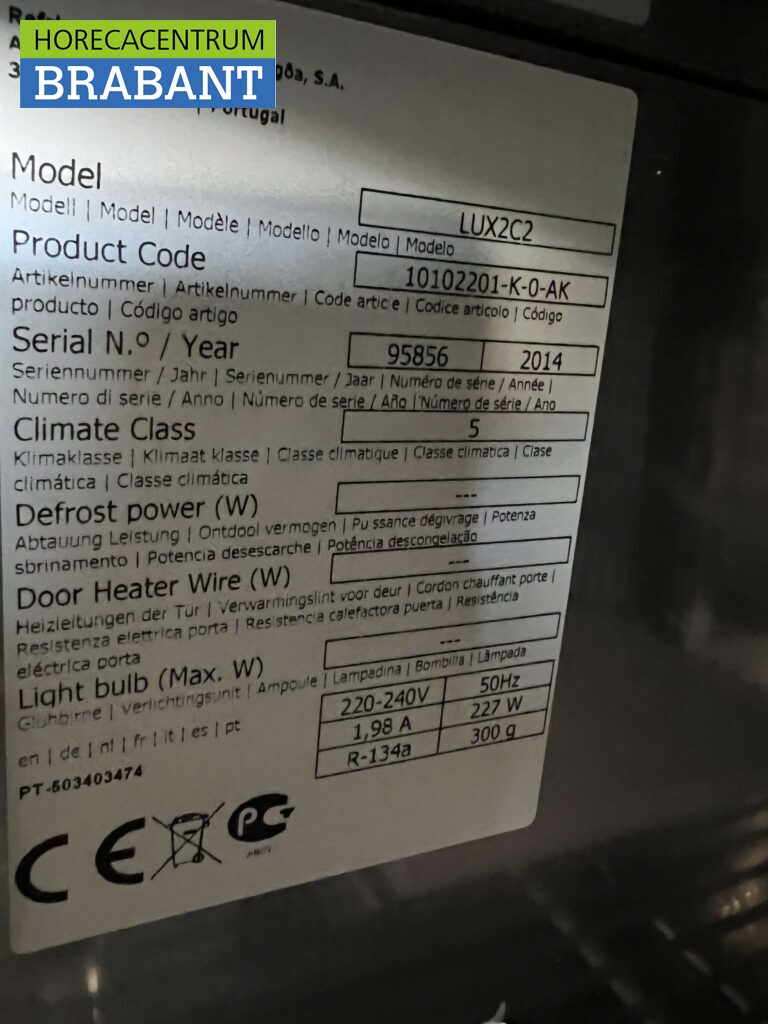 HORECACENTRUM
BRABANT
S.A.
Portugal
Model
LUX2C2
Modell | Model | Modèle | Modello | Modelo | Modelo
Product Code
10102201-K-0-AK
Artikelnummer | Artikelnummer | Code article | Codice articolo | Código
producto | Código artigo
Serial N.º / Year
95856 2014
Seriennummer / Jahr | Serienummer / Jaar | Numéro de série / Année |
Numero di serie / Anno | Número de serie / Año | Número de série / Ano
Climate Class
5
Klimaklasse | Klimaat klasse | Classe climatique | Classe climatica | Clase
climática | Classe climática
Defrost power (W)
---
Abtauung Leistung | Ontdooi vermogen | Puissance dégivrage | Potenza
sbrinamento | Potencia desescarche | Potência descongelação
Door Heater Wire (W)
---
Heizleitungen der Tür | Verwarmingslint voor deur | Cordon chauffant porte |
Resistenza elettrica porta | Resistencia calefactora puerta | Resistência
eléctrica porta
Light bulb (Max. W)
---
Glühbirne | Verlichtingsunit | Ampoule | Lampadina | Bombilla | Lâmpada
220-240V 50Hz
1,98 A 227 W
R-134a 300 g
en | de | nl | fr | it | es | pt
PT-503403474
CE